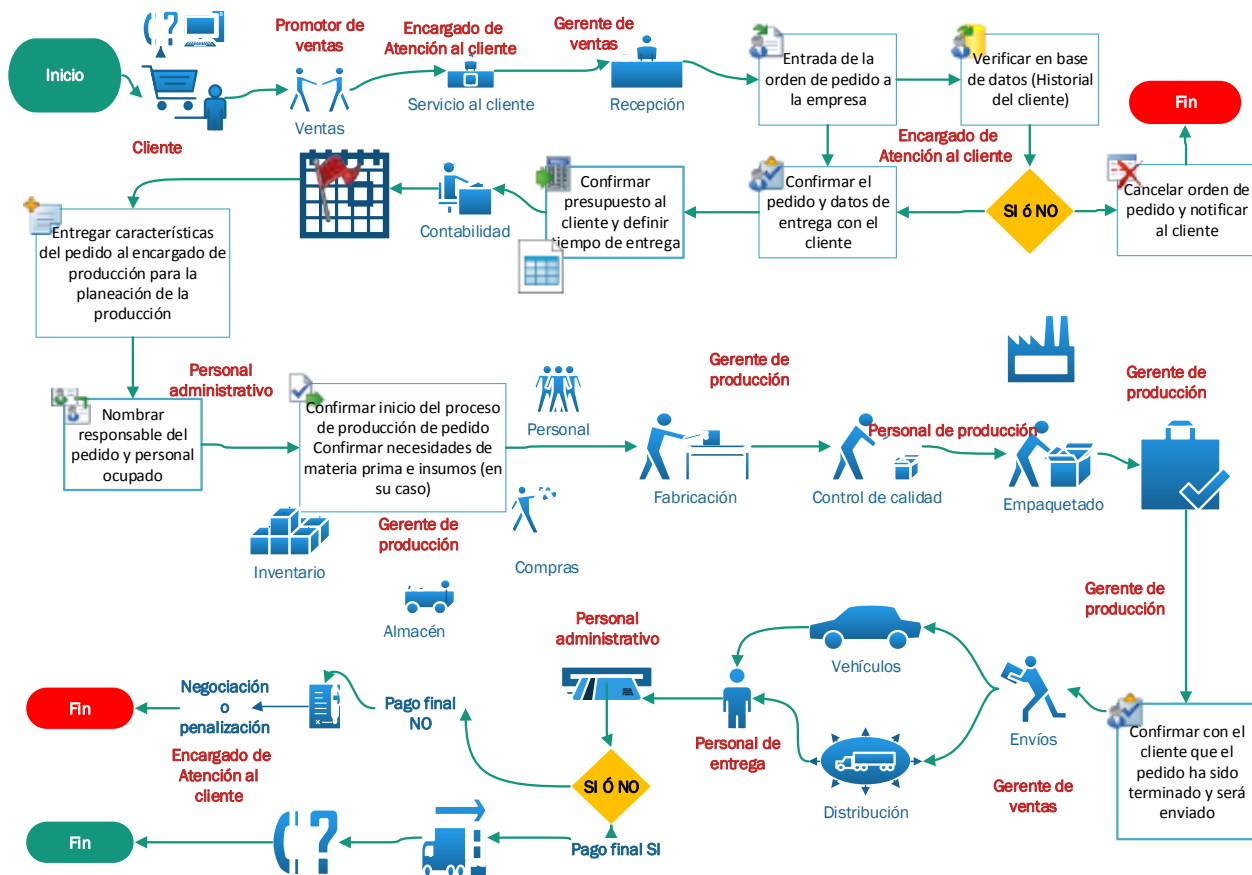 Inicio
Cliente
Promotor de
ventas
Ventas
Encargado de
Atención al cliente
Servicio al cliente
Gerente de
ventas
Recepción
Entrada de la
orden de pedido a
la empresa
Verificar en base
de datos (Historial
del cliente)
Fin
Encargado de
Atención al cliente
SI ó NO
Cancelar orden de
pedido y notificar
al cliente
Confirmar el
pedido y datos de
entrega con el
cliente
Confirmar
presupuesto al
cliente y definir
tiempo de entrega
Contabilidad
Entregar características
del pedido al encargado de
producción para la
planeación de la
producción
Personal
administrativo
Nombrar
responsable del
pedido y personal
ocupado
Confirmar inicio del proceso
de producción de pedido
Confirmar necesidades de
materia prima e insumos (en
su caso)
Personal
Inventario
Gerente de
producción
Compras
Almacén
Gerente de
producción
Fabricación
Personal de producción
Control de calidad
Empaquetado
Gerente de
producción
Gerente de
producción
Confirmar con el
cliente que el
pedido ha sido
terminado y será
enviado
Envíos
Gerente de
ventas
Vehículos
Distribución
Personal de
entrega
Personal
administrativo
SI Ó NO
Pago final
NO
Negociación
o
penalización
Encargado de
Atención al
cliente
Fin
Pago final SI
Fin